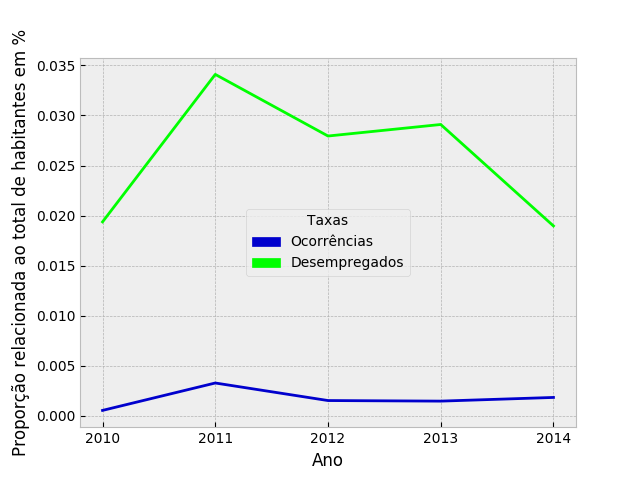 Proporção relacionada ao total de habitantes em %
0.035
0.030
0.025
0.020
0.015
0.010
0.005
0.000
Taxas
Ocorrências
Desempregados
2010 2011 2012 2013 2014
Ano